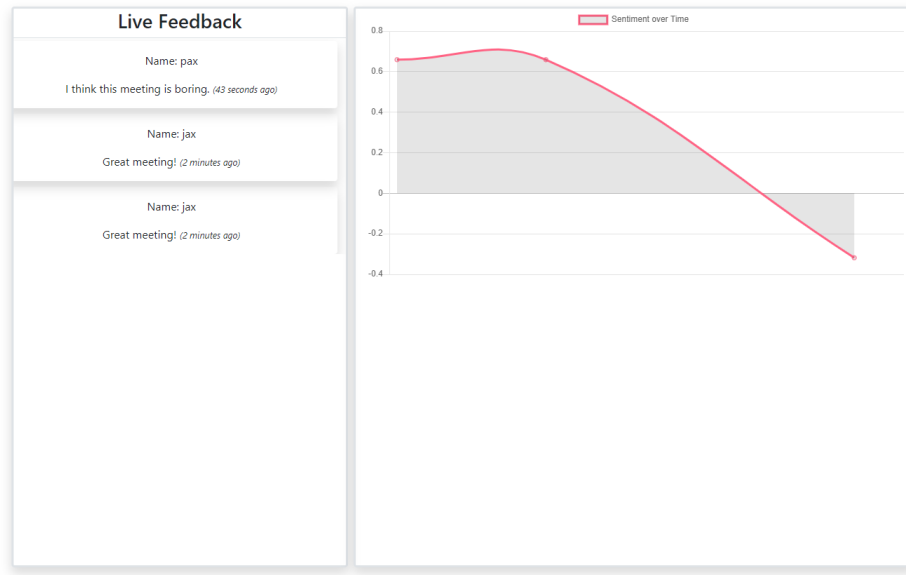 Live Feedback
Name: pax
I think this meeting is boring. (43 seconds ago)
Name: jax
Great meeting! (2 minutes ago)
Name: jax
Great meeting! (2 minutes ago)
Sentiment over Time
0.8
0.6
0.4
0.2
0
-0.2
-0.4